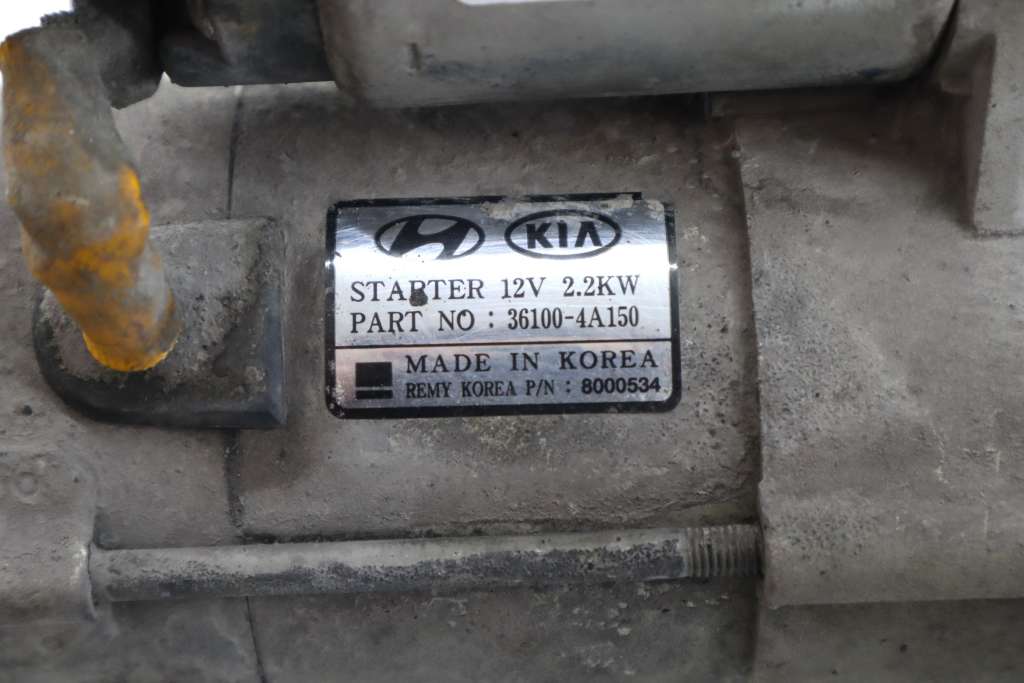 KIA
STARTER 12V 2.2KW
PART NO : 36100-4A150
MADE IN KOREA
REMY KOREA P/N : 8000534